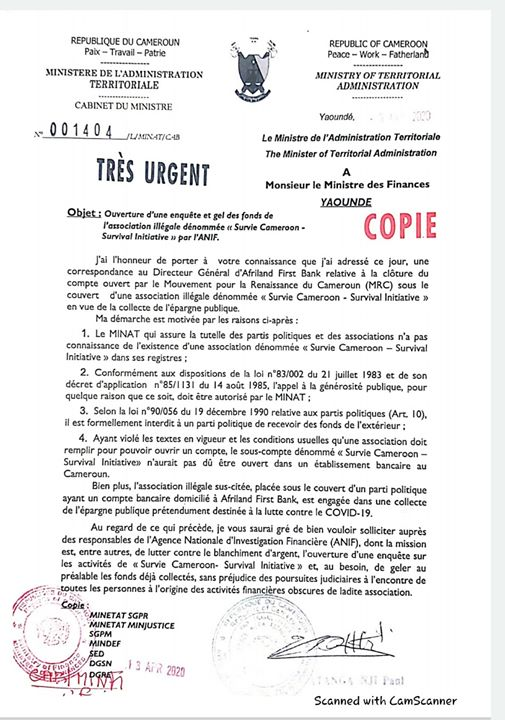 REPUBLIQUE DU CAMEROUN
Paix – Travail – Patrie
MINISTERE DE L'ADMINISTRATION
TERRITORIALE
CABINET DU MINISTRE
N° 001404 /L/MINAT/CAB
REPUBLIC OF CAMEROON
Peace – Work – Fatherland
MINISTRY OF TERRITORIAL
ADMINISTRATION
Yaoundé, 2020
TRÈS URGENT
Le Ministre de l'Administration Territoriale
The Minister of Territorial Administration
A
Monsieur le Ministre des Finances
YAOUNDE
COPIE
Objet : Ouverture d'une enquête et gel des fonds de
l'association illégale dénommée « Survie Cameroon -
Survival Initiative » par l'ANIF.
J'ai l'honneur de porter à votre connaissance que j'ai adressé ce jour, une
correspondance au Directeur Général d'Afriland First Bank relative à la clôture du
compte ouvert par le Mouvement pour la Renaissance du Cameroun (MRC) sous le
couvert d'une association illégale dénommée « Survie Cameroon - Survival Initiative »
en vue de la collecte de l'épargne publique.
Ma démarche est motivée par les raisons ci-après :
1. Le MINAT qui assure la tutelle des partis politiques et des associations n'a pas
connaissance de l'existence d'une association dénommée « Survie Cameroon – Survival
Initiative » dans ses registres ;
2. Conformément aux dispositions de la loi n°83/002 du 21 juillet 1983 et de son
décret d'application n°85/1131 du 14 août 1985, l'appel à la générosité publique, pour
quelque raison que ce soit, doit être autorisé par le MINAT ;
3. Selon la loi n°90/056 du 19 décembre 1990 relative aux partis politiques (Art. 10),
il est formellement interdit à un parti politique de recevoir des fonds de l'extérieur ;
4. Ayant violé les textes en vigueur et les conditions usuelles qu'une association doit
remplir pour pouvoir ouvrir un compte, le sous-compte dénommé « Survie Cameroon –
Survival Initiative» n'aurait pas dû être ouvert dans un établissement bancaire au
Cameroun.
Bien plus, l'association illégale sus-citée, placée sous le couvert d'un parti politique
ayant un compte bancaire domicilié à Afriland First Bank, est engagée dans une collecte
de l'épargne publique prétendument destinée à la lutte contre le COVID-19.
Au regard de ce qui précède, je vous saurai gré de bien vouloir solliciter auprès
des responsables de l'Agence Nationale d'Investigation Financière (ANIF), dont la mission
est, entre autres, de lutter contre le blanchiment d'argent, l'ouverture d'une enquête sur
les activités de « Survie Cameroon- Survival Initiative » et, au besoin, de geler au
préalable les fonds déjà collectés, sans préjudice des poursuites judiciaires à l'encontre de
toutes les personnes à l'origine des activités financières obscures de ladite association.
Copie :
MINETAT SGPR
MINETAT MINJUSTICE
SGPM
MINDEF
SED
DGSN
DGRE
13 APR 2020
NJI Paul
Scanned with CamScanner